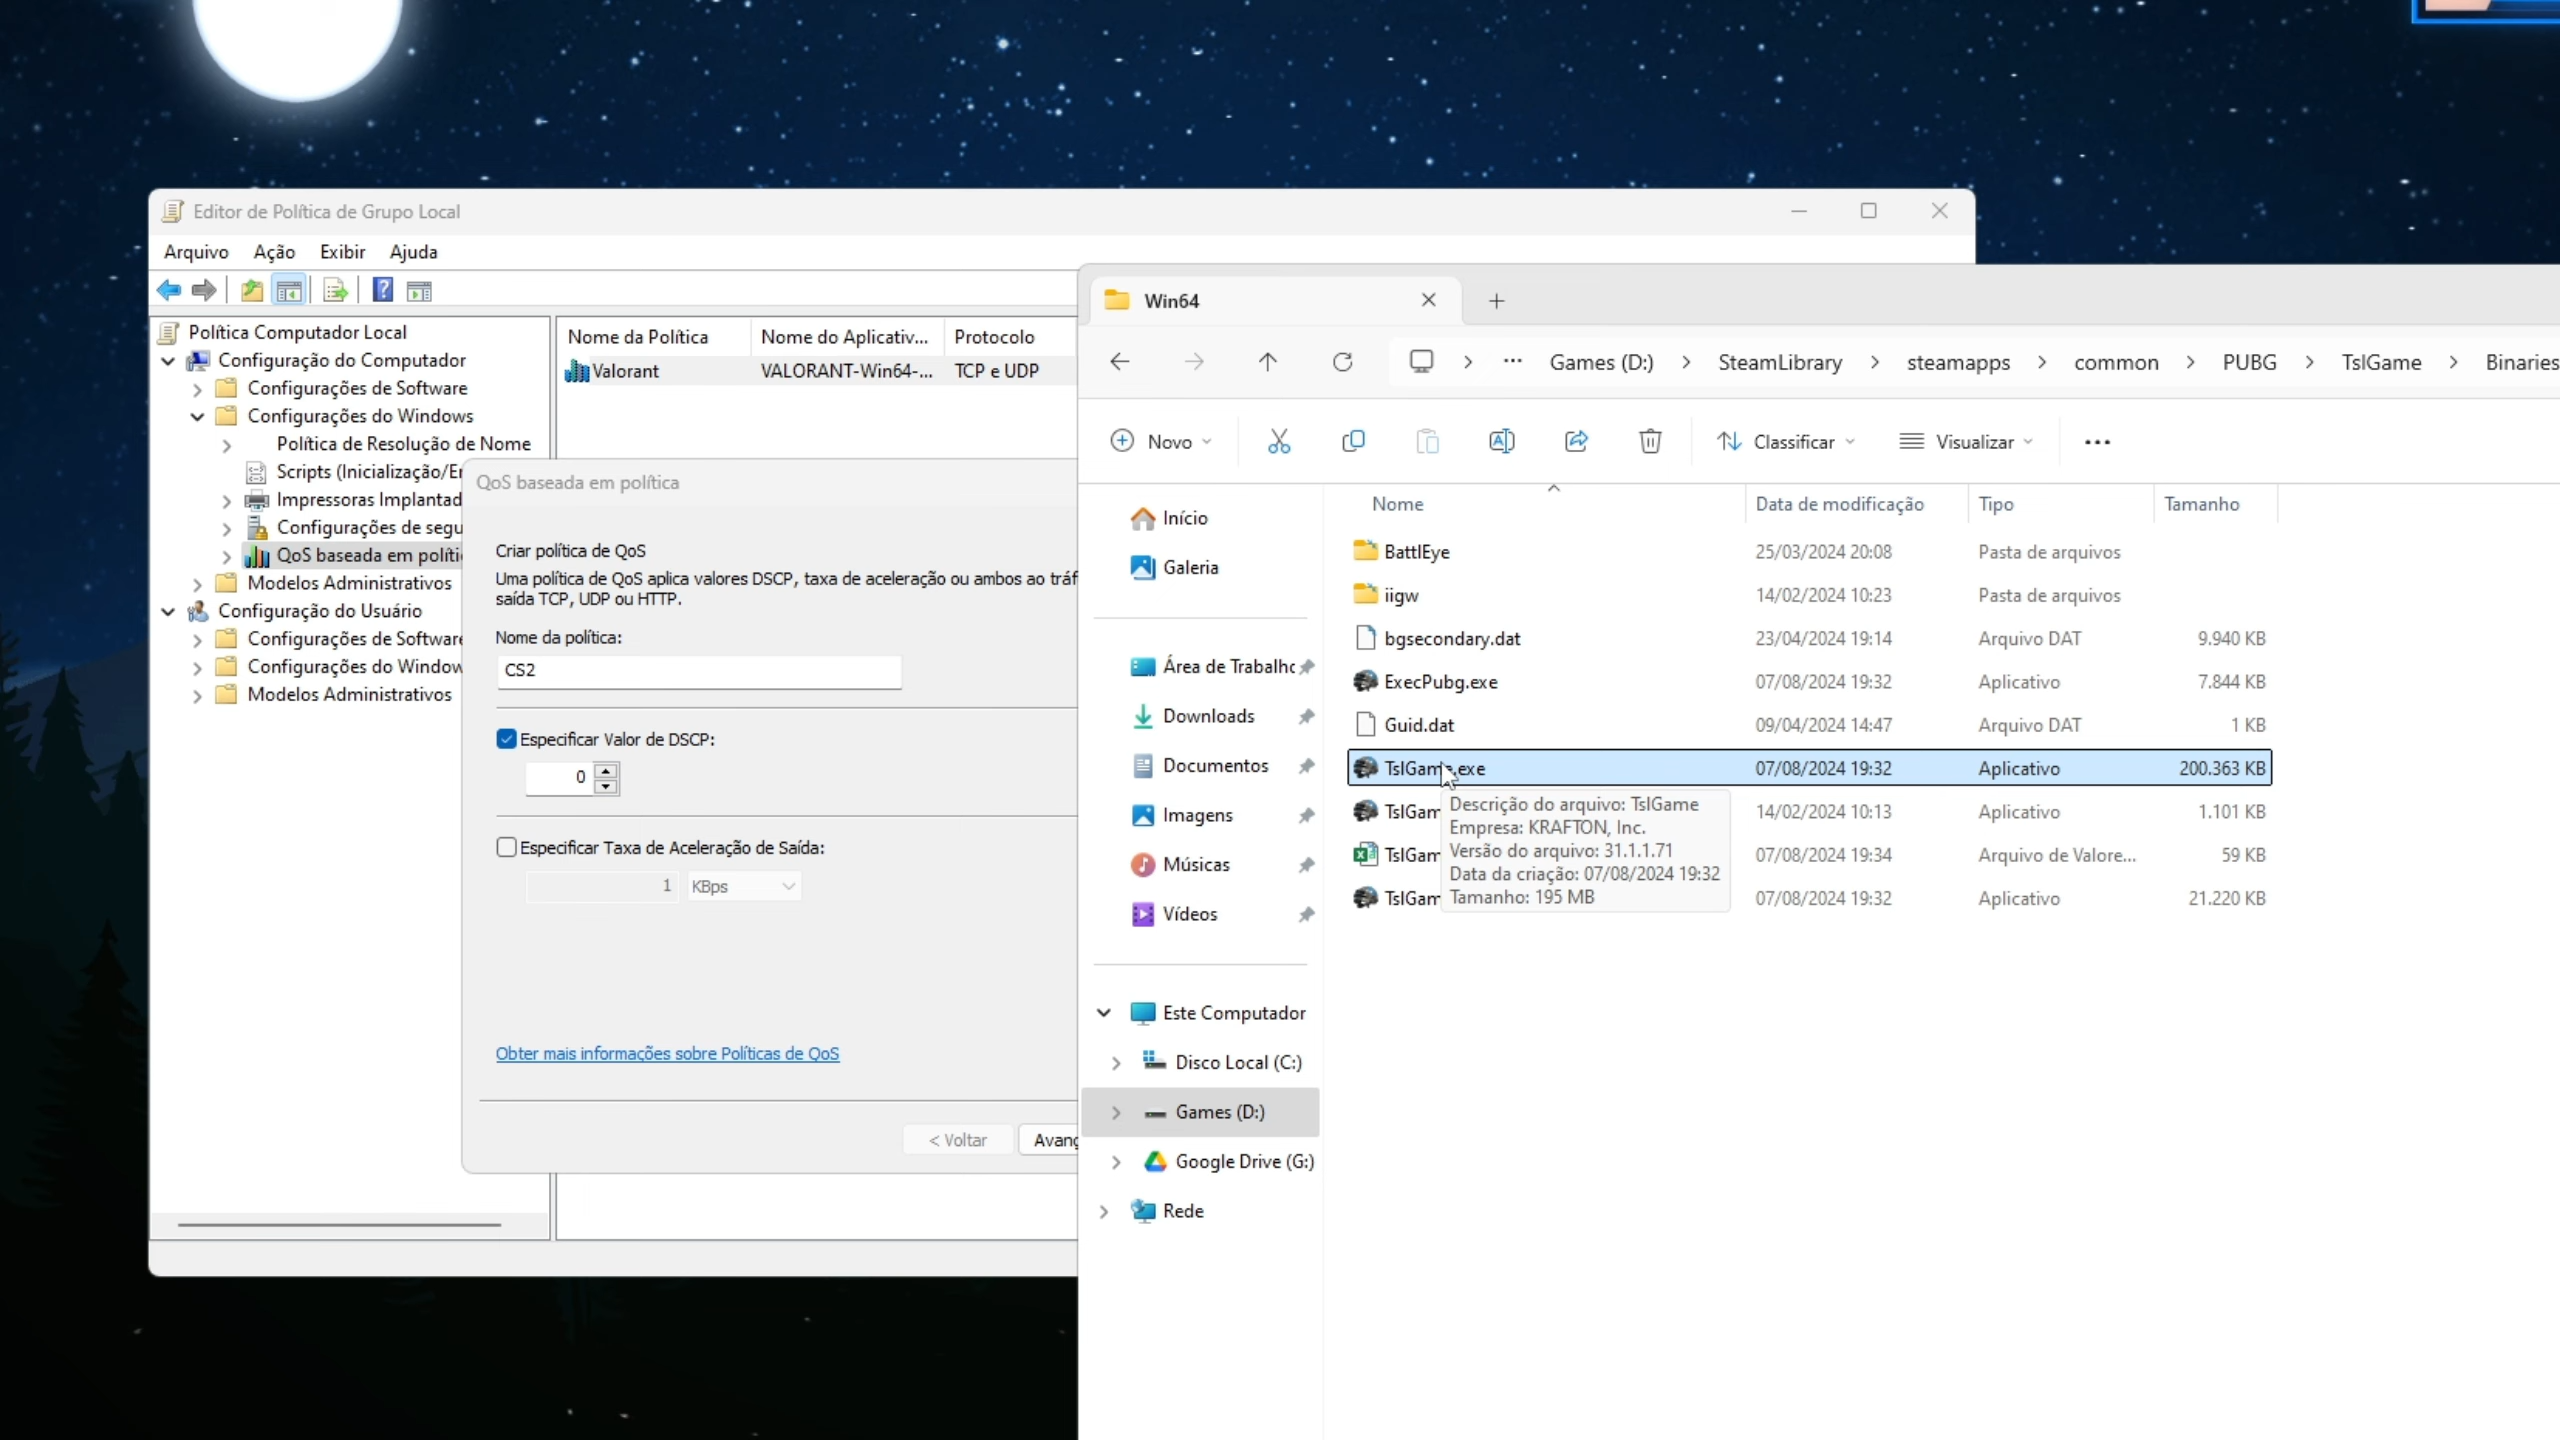 Editor de Política de Grupo Local
Arquivo Ação Exibir Ajuda
Política Computador Local
Configuração do Computador
Configurações de Software
Configurações do Windows
Política de Resolução de Nome
Scripts (Inicialização/
Impressoras Implantad
Configurações de segu
QoS baseada em políti
Modelos Administrativos
Configuração do Usuário
Configurações de Software
Configurações do Window
Modelos Administrativos
Nome da Política Nome do Aplicativ... Protocolo
Valorant VALORANT-Win64-... TCP e UDP
QoS baseada em política
Criar política de QoS
Uma política de QoS aplica valores DSCP, taxa de aceleração ou ambos ao tráf
saída TCP, UDP ou HTTP.
Nome da política:
CS2
Especificar Valor de DSCP:
0
Especificar Taxa de Aceleração de Saída:
1 KBps
Obter mais informações sobre Políticas de QoS
< Voltar Avanç
Win64
Games (D:) > SteamLibrary > steamapps > common > PUBG > TslGame > Binaries
Novo Classificar Visualizar
Início
Galeria
Área de Trabalho
Downloads
Documentos
Imagens
Músicas
Vídeos
Este Computador
Disco Local (C:)
Games (D:)
Google Drive (G:)
Rede
Nome Data de modificação Tipo Tamanho
BattlEye 25/03/2024 20:08 Pasta de arquivos
iigw 14/02/2024 10:23 Pasta de arquivos
bgsecondary.dat 23/04/2024 19:14 Arquivo DAT 9.940 KB
ExecPubg.exe 07/08/2024 19:32 Aplicativo 7.844 KB
Guid.dat 09/04/2024 14:47 Arquivo DAT 1 KB
TslGame.exe 07/08/2024 19:32 Aplicativo 200.363 KB
TslGam 14/02/2024 10:13 Aplicativo 1.101 KB
TslGam 07/08/2024 19:34 Arquivo de Valore... 59 KB
TslGam 07/08/2024 19:32 Aplicativo 21.220 KB
Descrição do arquivo: TslGame
Empresa: KRAFTON, Inc.
Versão do arquivo: 31.1.1.71
Data da criação: 07/08/2024 19:32
Tamanho: 195 MB